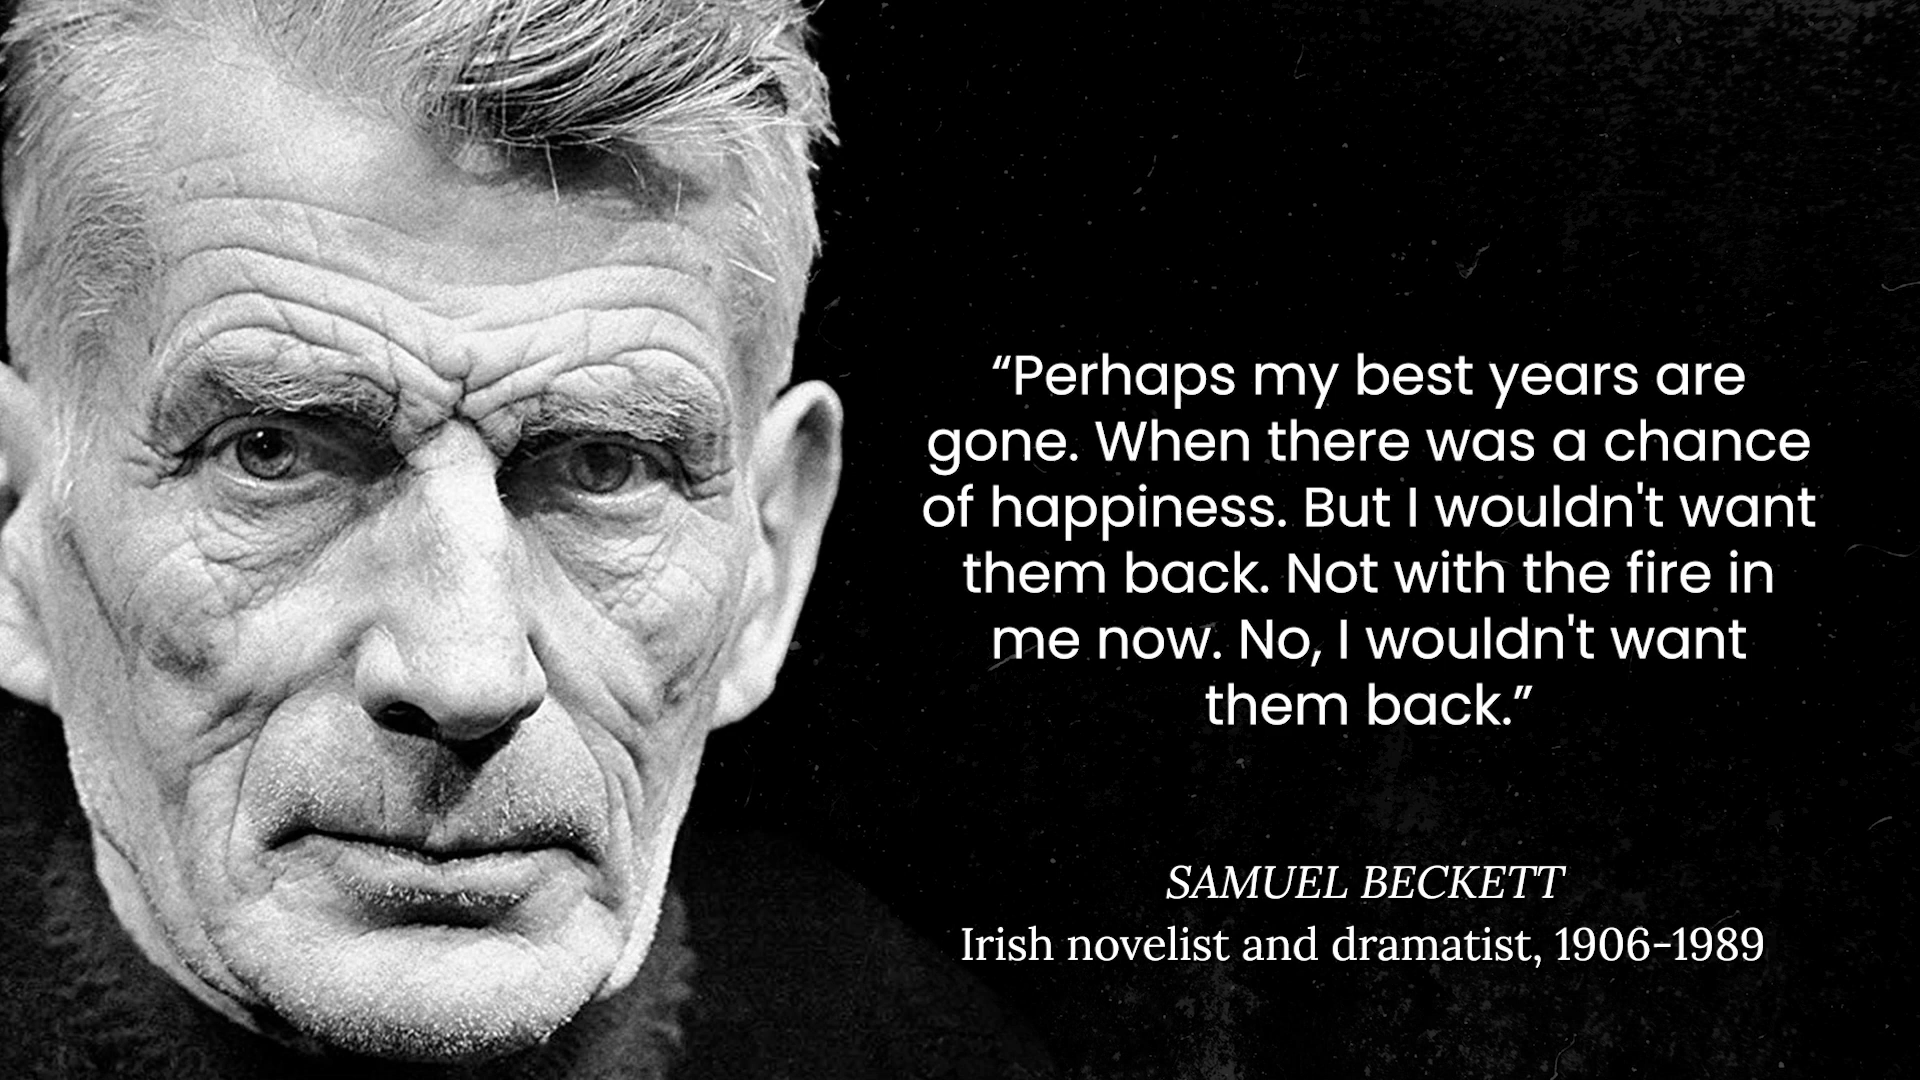 “Perhaps my best years are
gone. When there was a chance
of happiness. But I wouldn't want
them back. Not with the fire in
me now. No, I wouldn't want
them back.”
SAMUEL BECKETT
Irish novelist and dramatist, 1906-1989